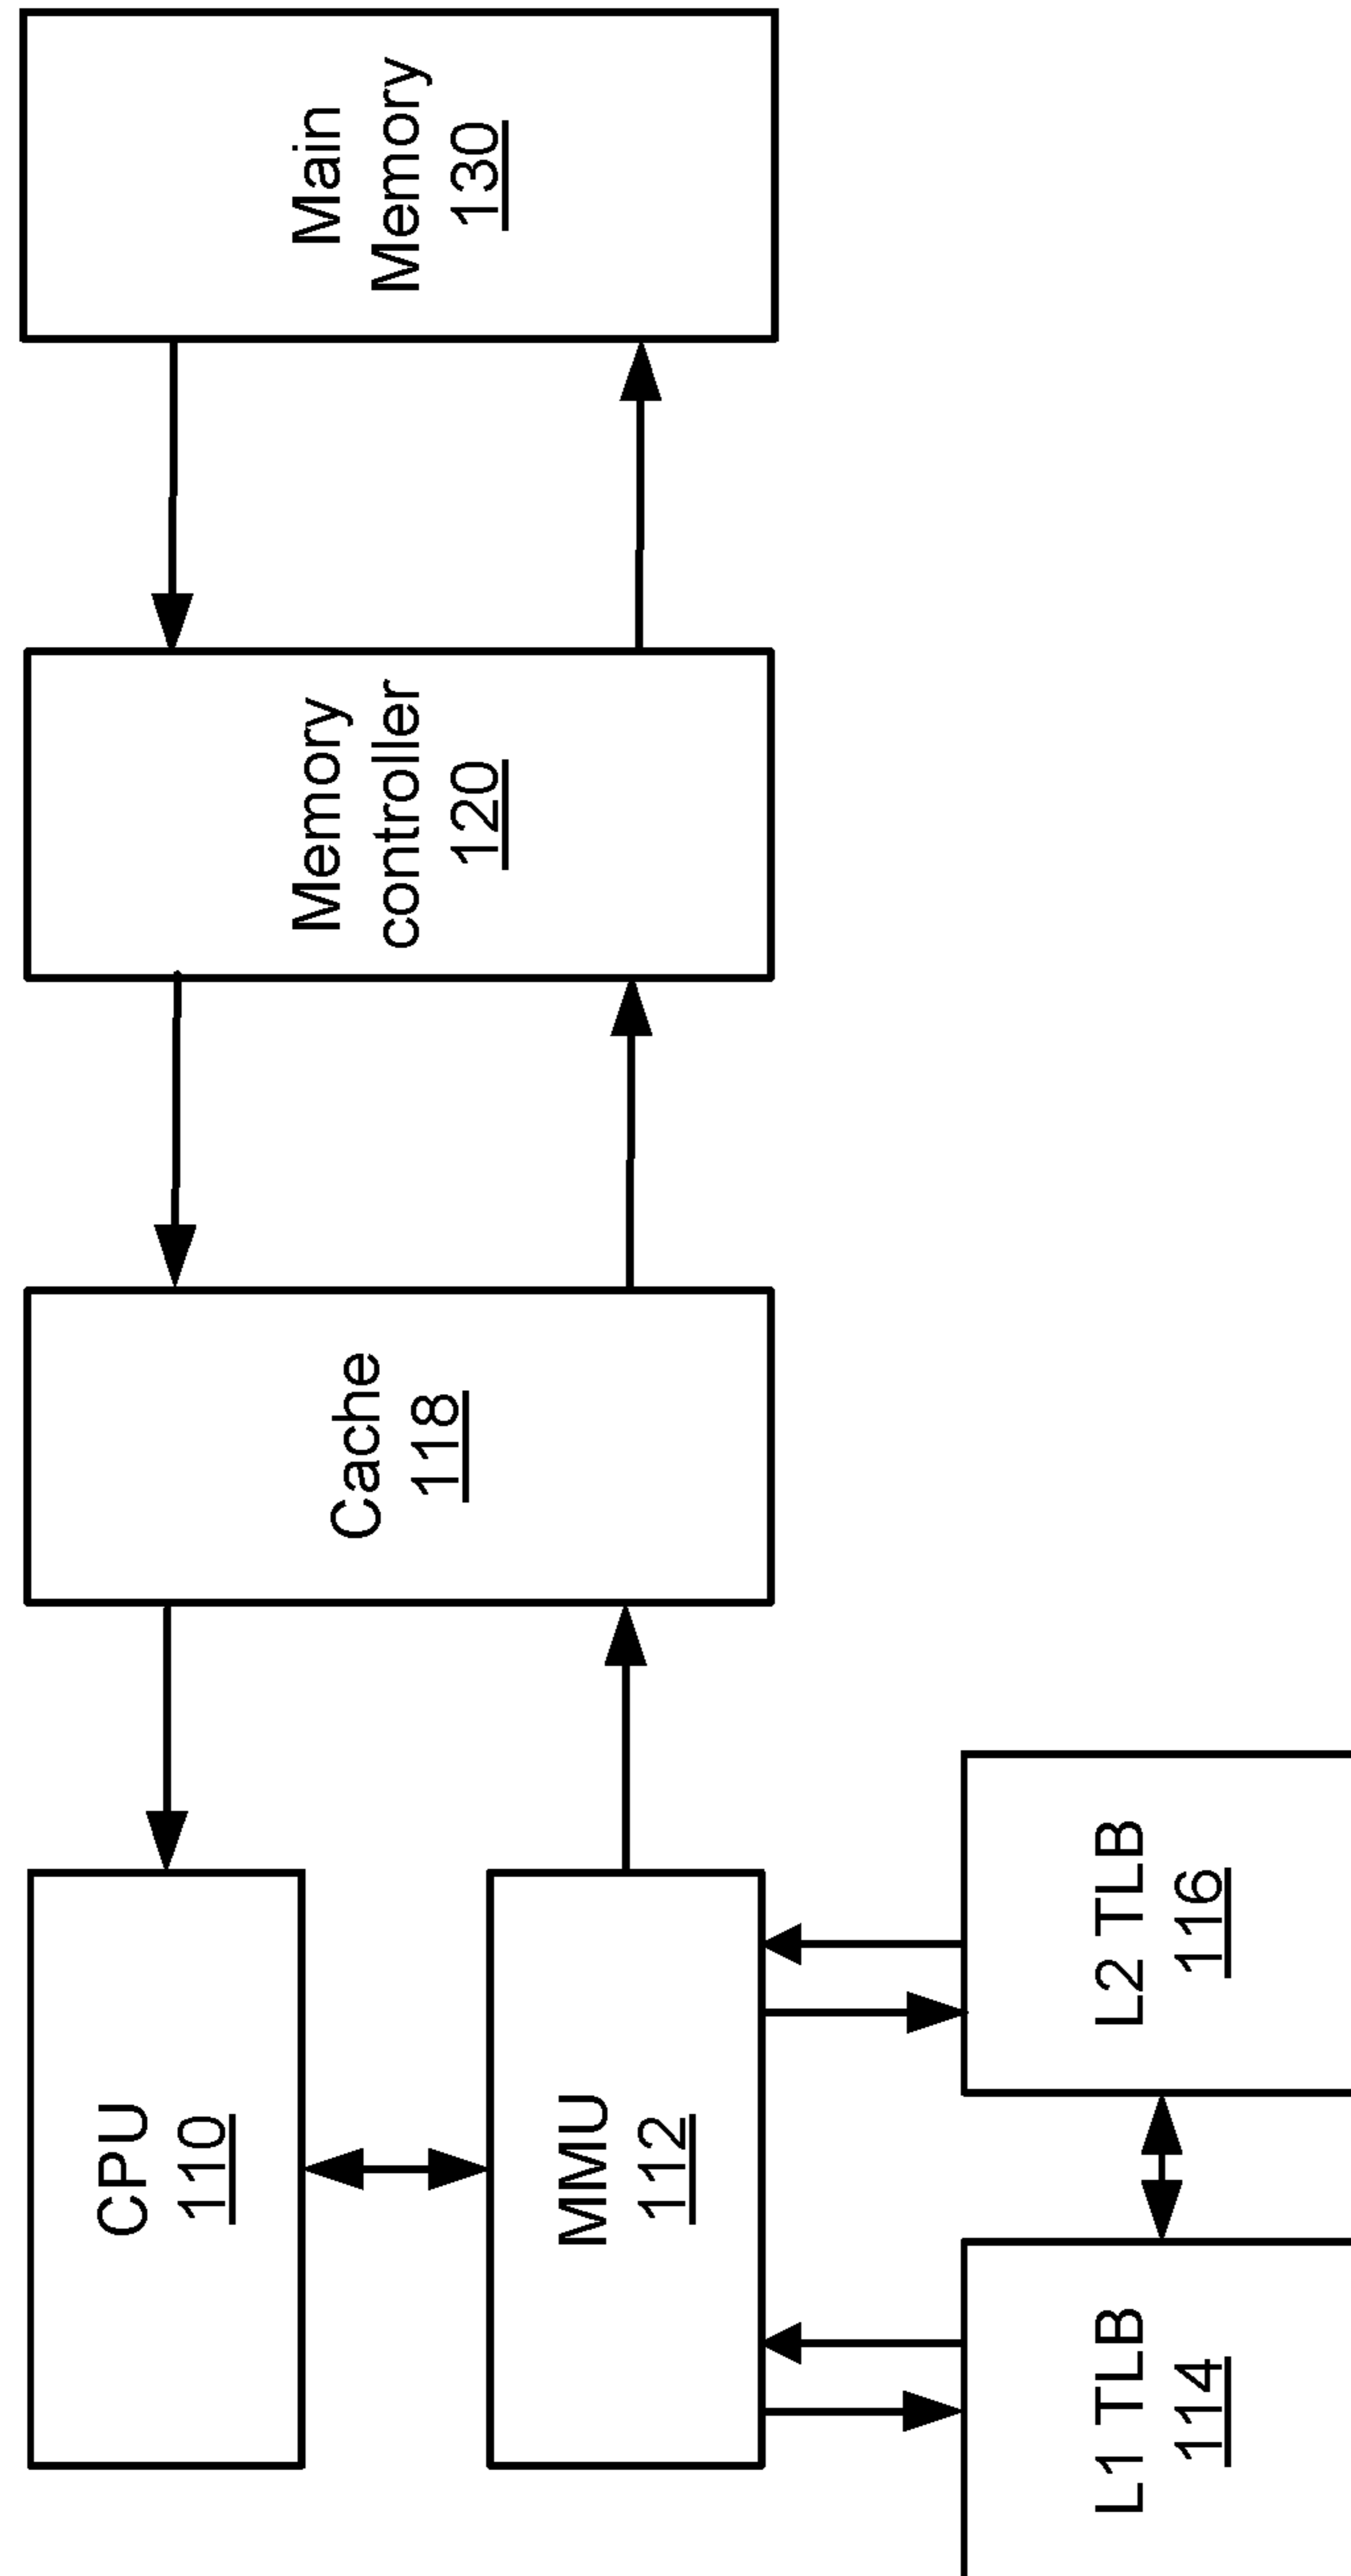 CPU
110
MMU
112
L1 TLB
114
L2 TLB
116
Cache
118
Memory
controller
120
Main
Memory
130